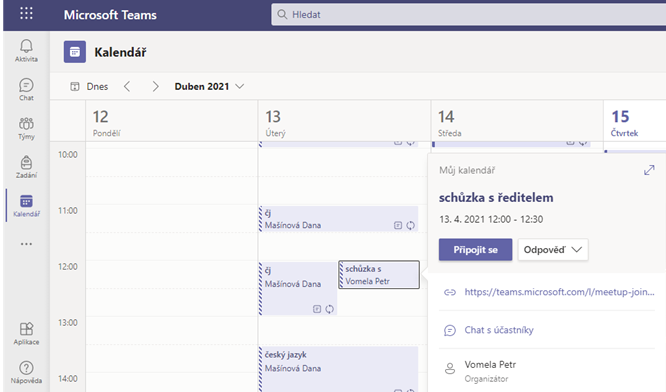 Microsoft Teams
Hledat
Aktivita
Chat
Týmy
Zadání
Kalendář
Aplikace
Nápověda
Kalendář
Dnes
Duben 2021
12
Pondělí
13
Úterý
14
Středa
15
Čtvrtek
10:00
11:00
12:00
13:00
14:00
čj
Mašínová Dana
čj
Mašínová Dana
schůzka s
Vomela Petr
český jazyk
Mašínová Dana
Můj kalendář
schůzka s ředitelem
13. 4. 2021 12:00 - 12:30
Připojit se
Odpověď
https://teams.microsoft.com/l/meetup-join...
Chat s účastníky
Vomela Petr
Organizátor